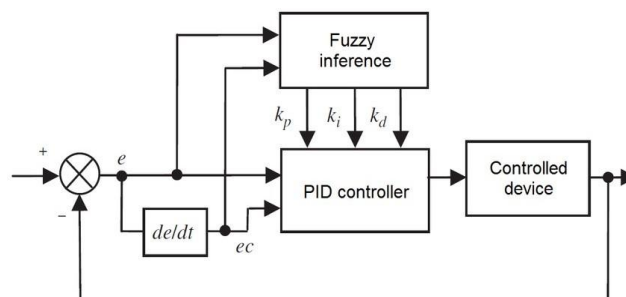 Fuzzy
inference
k_p
k_i
k_d
+
e
PID controller
Controlled
device
−
de/dt
ec